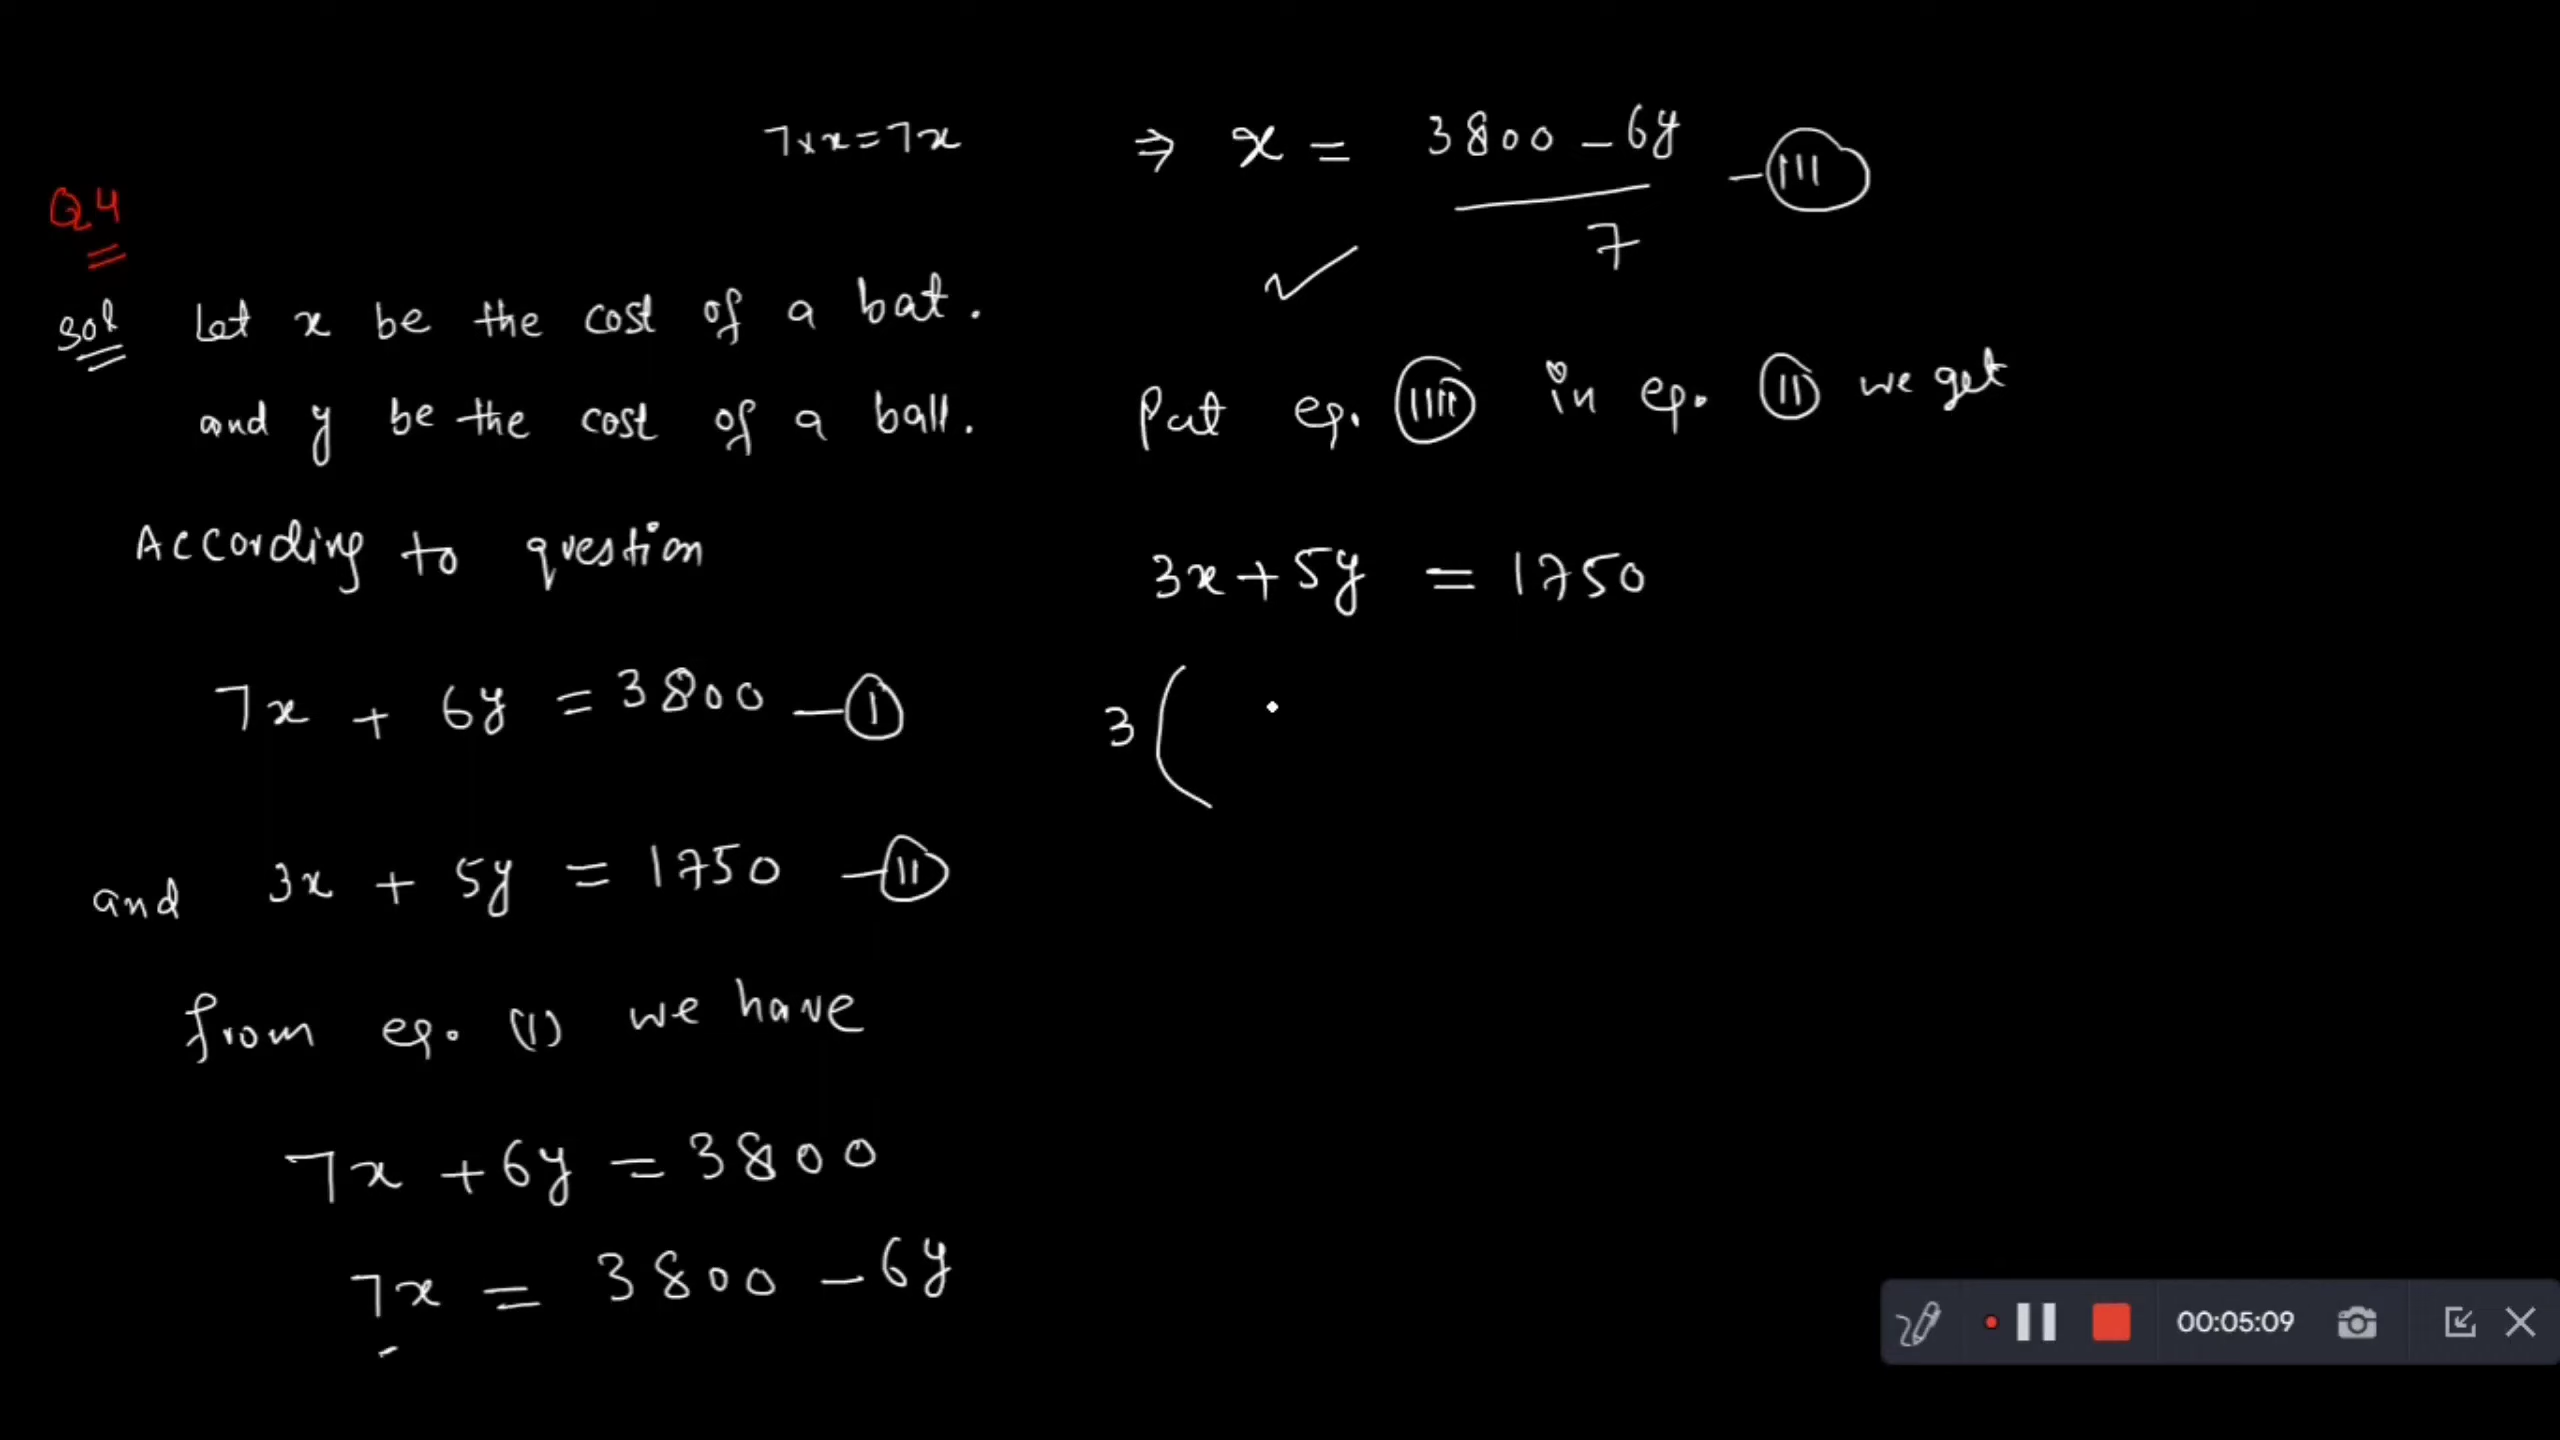 7×x=7x
Q4
Sol Let x be the cost of a bat.
and y be the cost of a ball.
According to question
7x + 6y = 3800 —(I)
and 3x + 5y = 1750 —(II)
from eq. (1) we have
7x +6y = 3800
7x = 3800 - 6y
⇒ x = 3800 - 6y —(III)
7
✓
Put eq. (III) in eq. (II) we get
3x+5y = 1750
3(
00:05:09